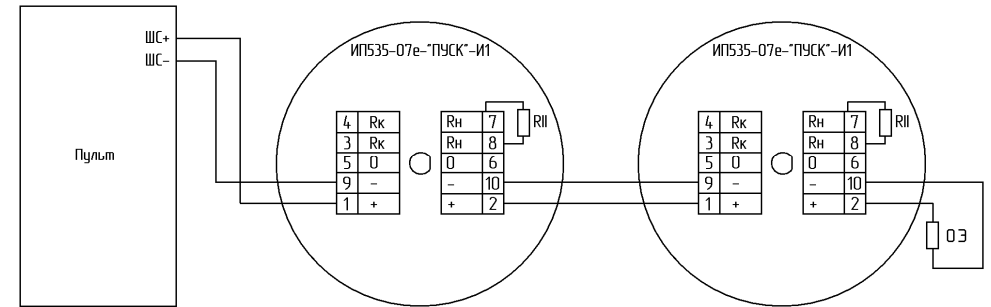 ШС+
ШС-
Пульт
ИП535-07е-"ПУСК"-И1
4 Rк
3 Rк
5 0
9 -
1 +
Rн 7
Rн 8
0 6
- 10
+ 2
RII
ИП535-07е-"ПУСК"-И1
4 Rк
3 Rк
5 0
9 -
1 +
Rн 7
Rн 8
0 6
- 10
+ 2
RII
ОЭ